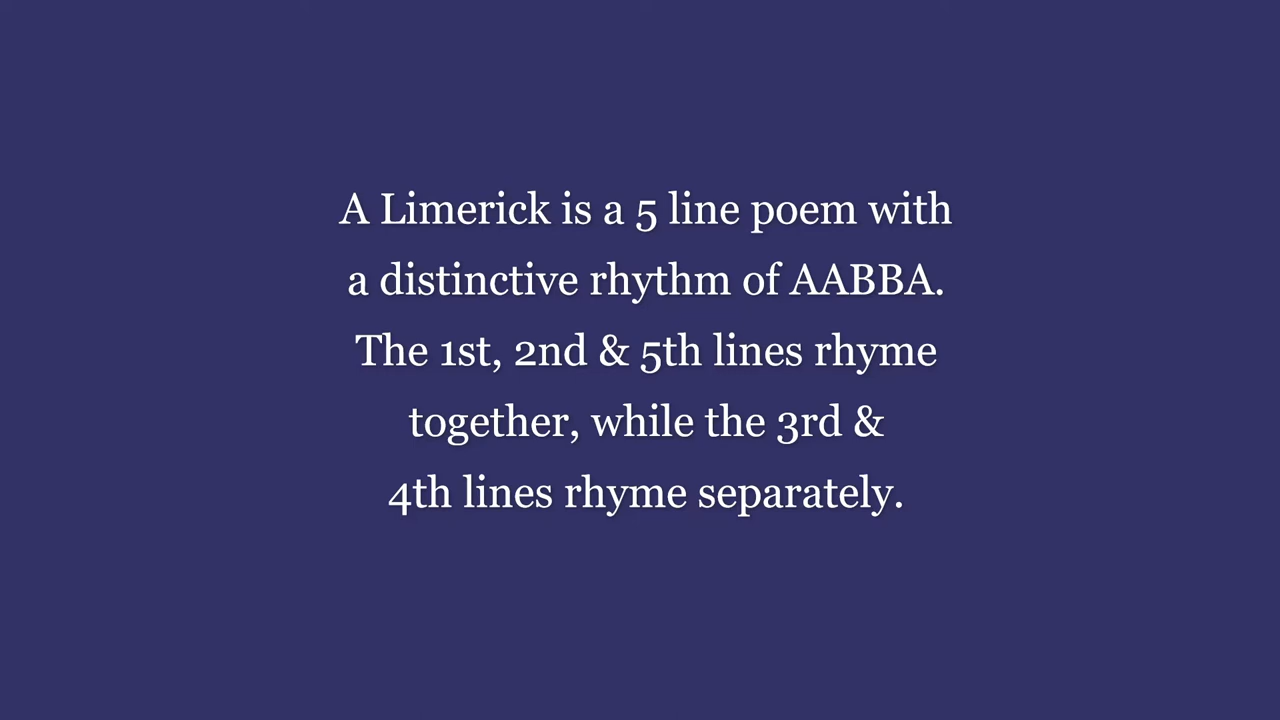 A Limerick is a 5 line poem with
a distinctive rhythm of AABBA.
The 1st, 2nd & 5th lines rhyme
together, while the 3rd &
4th lines rhyme separately.